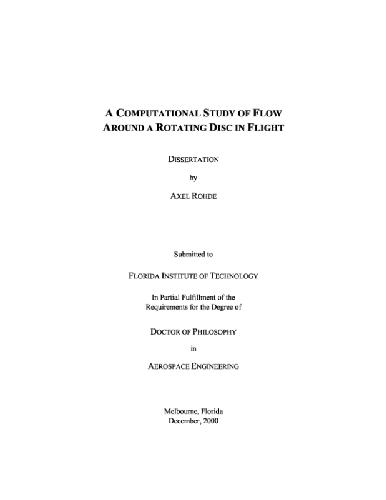 A COMPUTATIONAL STUDY OF FLOW
AROUND A ROTATING DISC IN FLIGHT
DISSERTATION
by
AXEL ROHDE
Submitted to
FLORIDA INSTITUTE OF TECHNOLOGY
In Partial Fulfillment of the
Requirements for the Degree of
DOCTOR OF PHILOSOPHY
in
AEROSPACE ENGINEERING
Melbourne, Florida
December, 2000